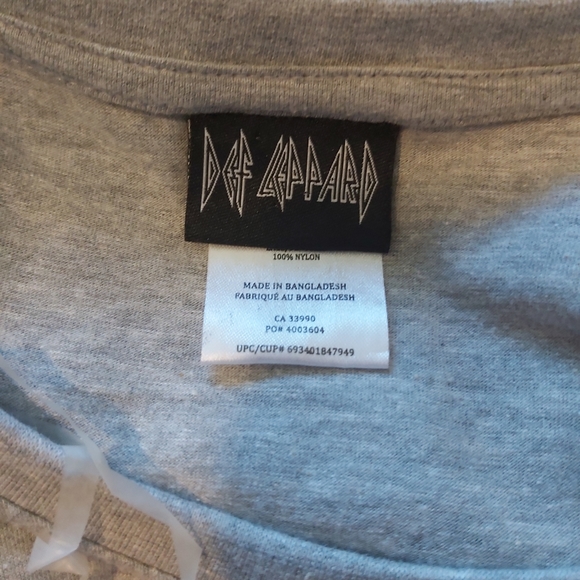 DEF LEPPARD
100% NYLON
MADE IN BANGLADESH
FABRIQUÉ AU BANGLADESH
CA 33990
PO# 4003604
UPC/CUP# 693401847949